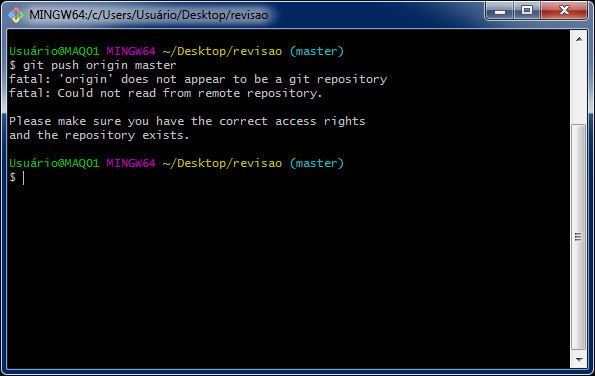 MINGW64:/c/Users/Usuário/Desktop/revisao
Usuário@MAQ01 MINGW64 ~/Desktop/revisao (master)
$ git push origin master
fatal: 'origin' does not appear to be a git repository
fatal: Could not read from remote repository.
Please make sure you have the correct access rights
and the repository exists.
Usuário@MAQ01 MINGW64 ~/Desktop/revisao (master)
$